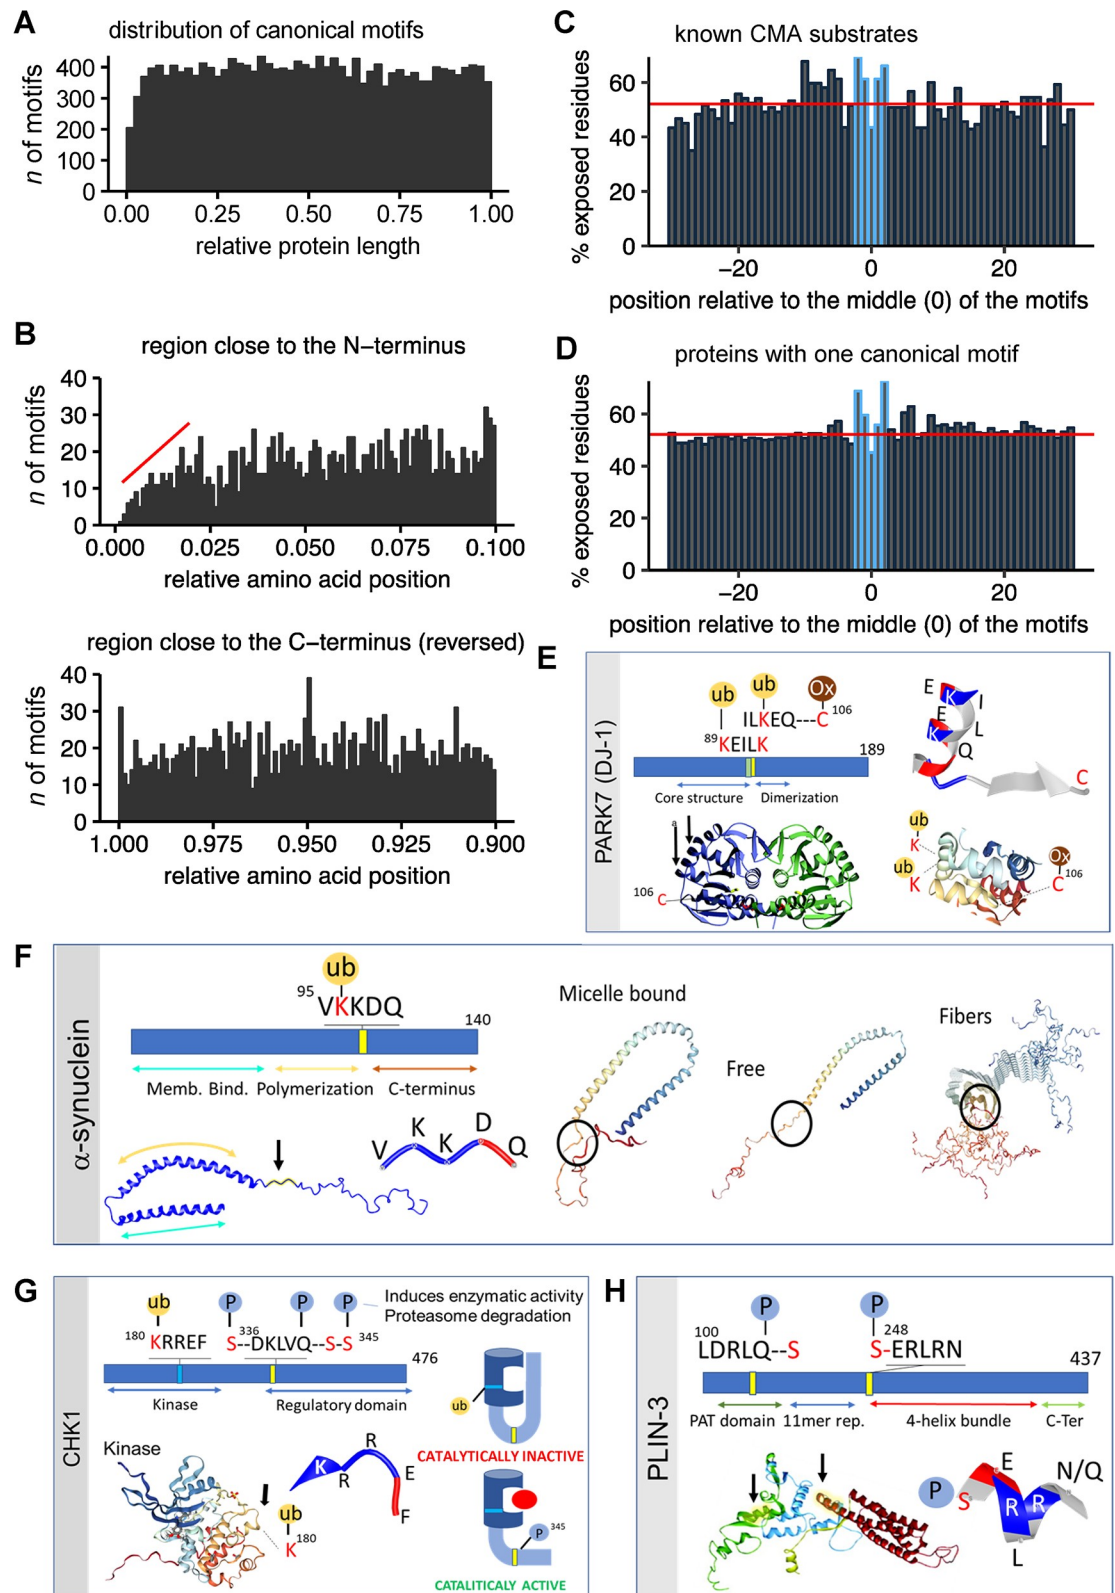 A
distribution of canonical motifs
n of motifs
400
300
200
100
0
0.00 0.25 0.50 0.75 1.00
relative protein length
B
region close to the N−terminus
n of motifs
40
30
20
10
0
0.000 0.025 0.050 0.075 0.100
relative amino acid position
region close to the C−terminus (reversed)
n of motifs
40
30
20
10
0
1.000 0.975 0.950 0.925 0.900
relative amino acid position
C
known CMA substrates
% exposed residues
60
40
20
0
−20 0 20
position relative to the middle (0) of the motifs
D
proteins with one canonical motif
% exposed residues
60
40
20
0
−20 0 20
position relative to the middle (0) of the motifs
E
PARK7 (DJ-1)
ub ub Ox
ILKEQ---C 106
89 KEILK
189
Core structure Dimerization
a
106 C
E K I
E L
K Q
C
ub
K
ub
K
Ox
106
C
F
α-synuclein
ub
95 VKKDQ
140
Memb. Bind. Polymerization C-terminus
V K K D Q
Micelle bound
Free
Fibers
G
CHK1
ub P P P
Induces enzymatic activity
Proteasome degradation
180 KRREF S--336 DKLVQ--S-S 345
476
Kinase Regulatory domain
Kinase
ub
K 180
K R R E F
ub
CATALYTICALLY INACTIVE
P 345
CATALITICALY ACTIVE
H
PLIN-3
P P
100 LDRLQ--S S-248 ERLRN
437
PAT domain 11mer rep. 4-helix bundle C-Ter
P
S E R R L N/Q